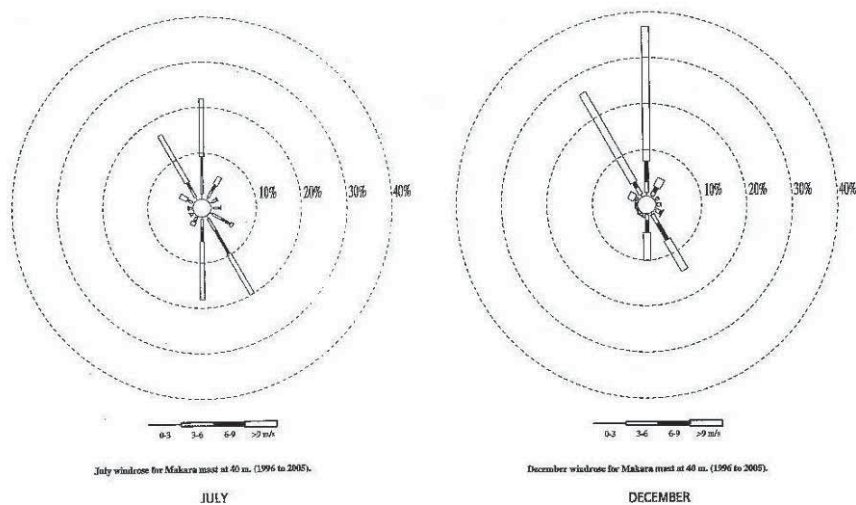 10%
20%
30%
40%
0-3
3-6
6-9
>9 m/s
July windrose for Makara mast at 40 m. (1996 to 2005).
JULY
10%
20%
30%
40%
0-3
3-6
6-9
>9 m/s
December windrose for Makara mast at 40 m. (1996 to 2005).
DECEMBER